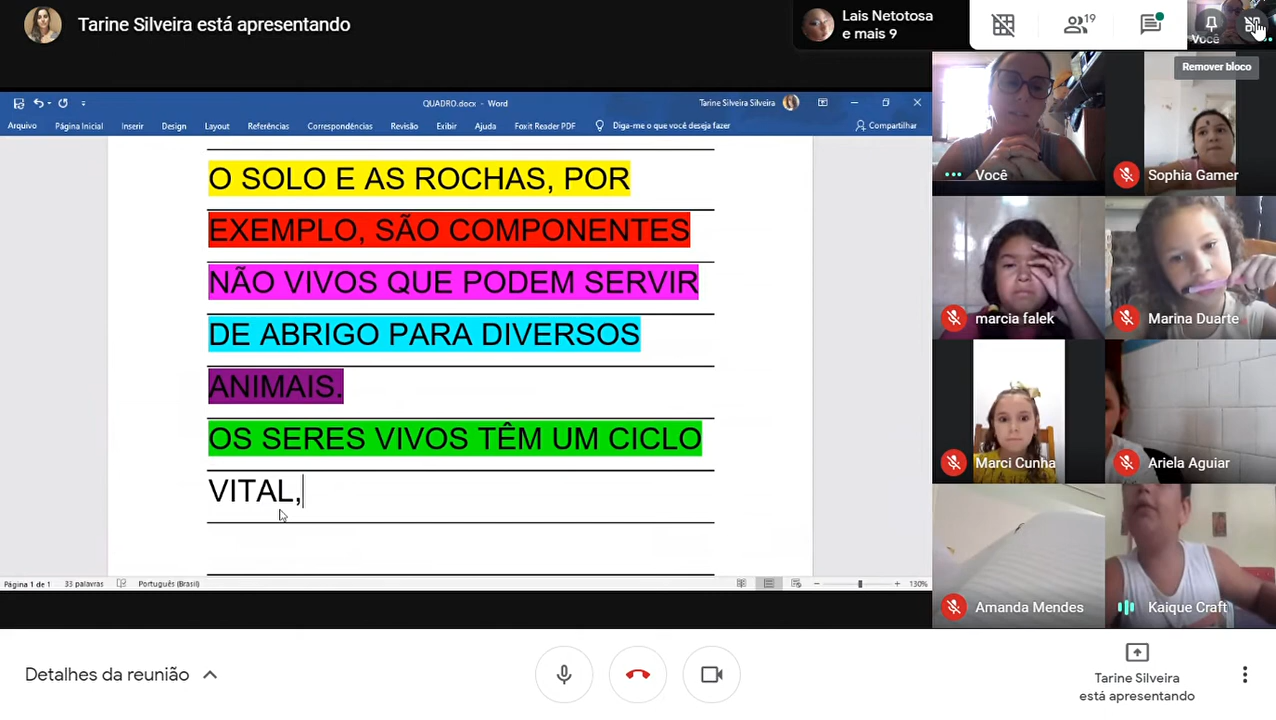 Tarine Silveira está apresentando
Lais Netotosa
e mais 9
19
Você
Remover bloco
QUADRO.docx - Word
Tarine Silveira Silveira
Arquivo Página Inicial Inserir Design Layout Referências Correspondências Revisão Exibir Ajuda Foxit Reader PDF Diga-me o que você deseja fazer Compartilhar
O SOLO E AS ROCHAS, POR
EXEMPLO, SÃO COMPONENTES
NÃO VIVOS QUE PODEM SERVIR
DE ABRIGO PARA DIVERSOS
ANIMAIS.
OS SERES VIVOS TÊM UM CICLO
VITAL,
Página 1 de 1 33 palavras Português (Brasil) 130%
Você
Sophia Gamer
marcia falek
Marina Duarte
Marci Cunha
Ariela Aguiar
Amanda Mendes
Kaique Craft
Detalhes da reunião
Tarine Silveira
está apresentando